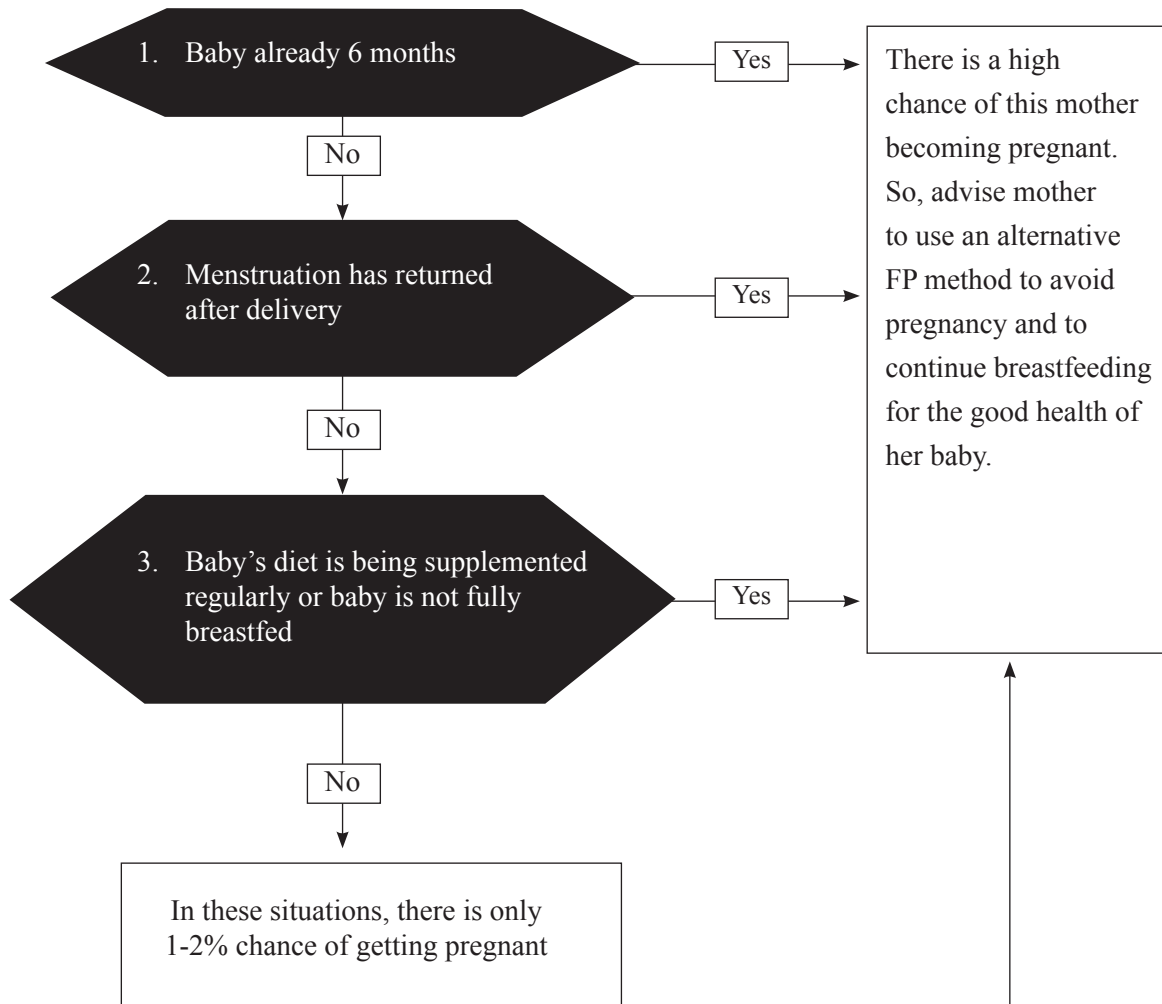 1. Baby already 6 months
Yes
There is a high
chance of this mother
becoming pregnant.
So, advise mother
to use an alternative
FP method to avoid
pregnancy and to
continue breastfeeding
for the good health of
her baby.
No
2. Menstruation has returned
after delivery
Yes
No
3. Baby’s diet is being supplemented
regularly or baby is not fully
breastfed
Yes
No
In these situations, there is only
1-2% chance of getting pregnant